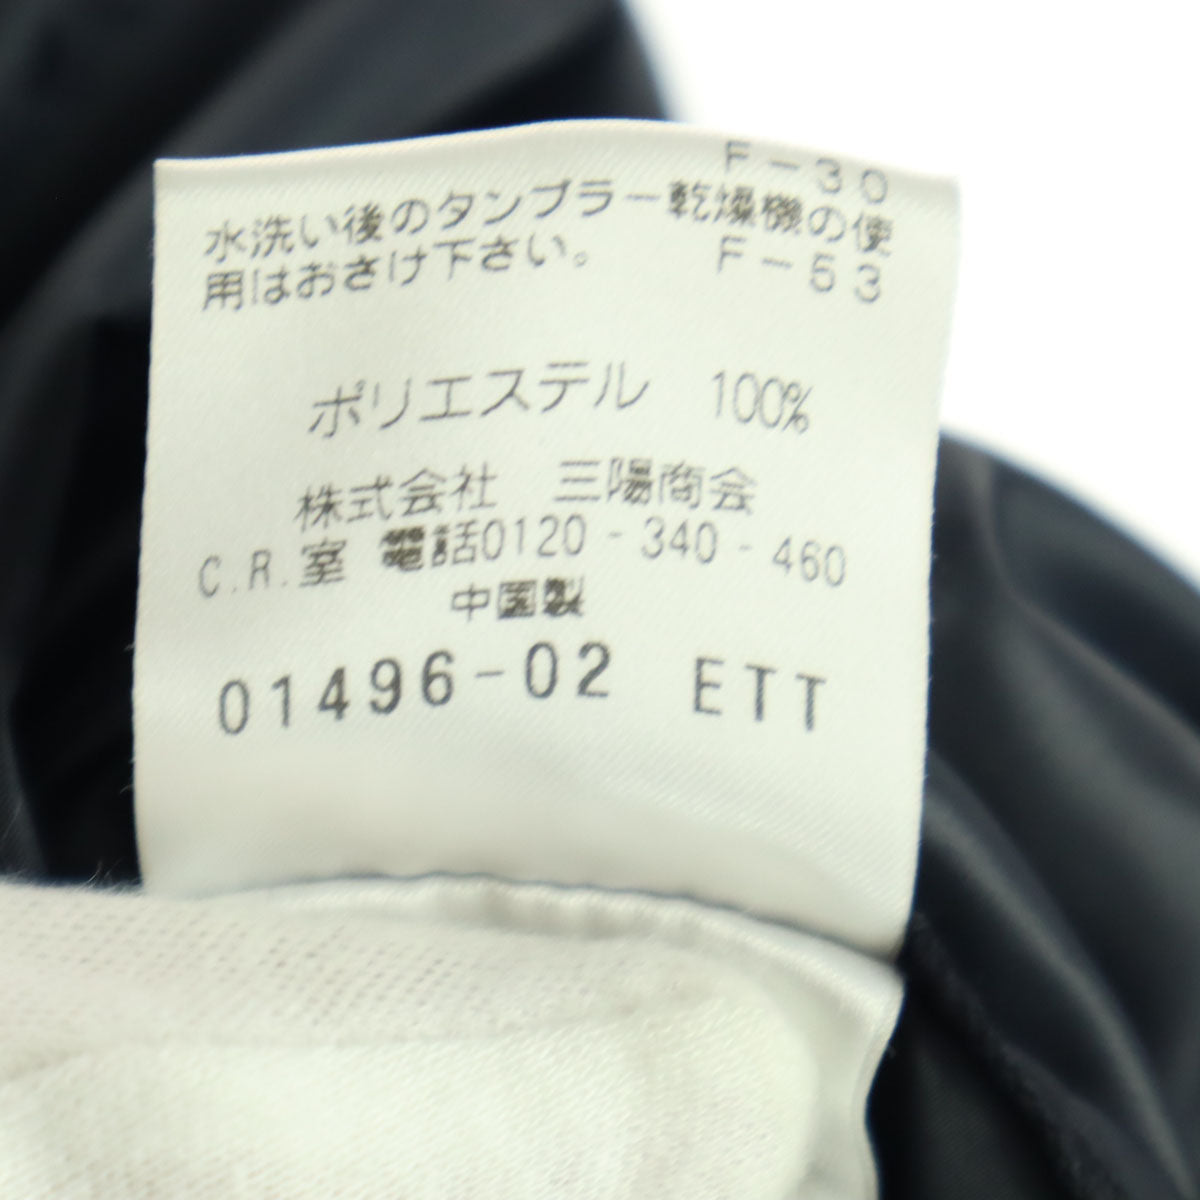 F-30
水洗い後のタンブラー乾燥機の使
用はおさけ下さい。 F-53
ポリエステル 100%
株式会社 三陽商会
C.R.室 電話0120-340-460
中国製
01496-02 ETT